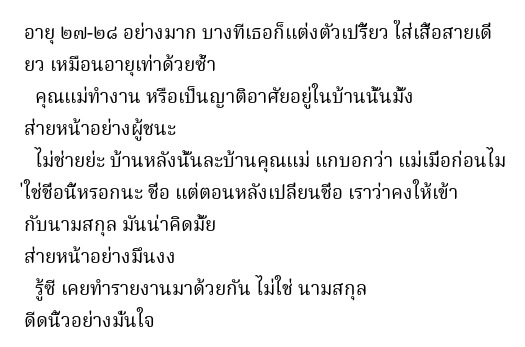 อายุ ๒๗-๒๘ อย่างมาก บางทีเธอก็แต่งตัวเปรี้ยว ใส่เสื้อสายเดี
ยว เหมือนอายุเท่าด้วยซ้ำ
คุณแม่ทำงาน หรือเป็นญาติอาศัยอยู่ในบ้านนั้นมั้ง
ส่ายหน้าอย่างผู้ชนะ
ไม่ช่ายย่ะ บ้านหลังนั้นละบ้านคุณแม่ แกบอกว่า แม่เมื่อก่อนไม
่ใช่ชื่อนี้หรอกนะ ชื่อ แต่ตอนหลังเปลี่ยนชื่อ เราว่าคงให้เข้า
กับนามสกุล มันน่าคิดมั้ย
ส่ายหน้าอย่างมึนงง
รู้ซี เคยทำรายงานมาด้วยกัน ไม่ใช่ นามสกุล
ดีดนิ้วอย่างมั่นใจ